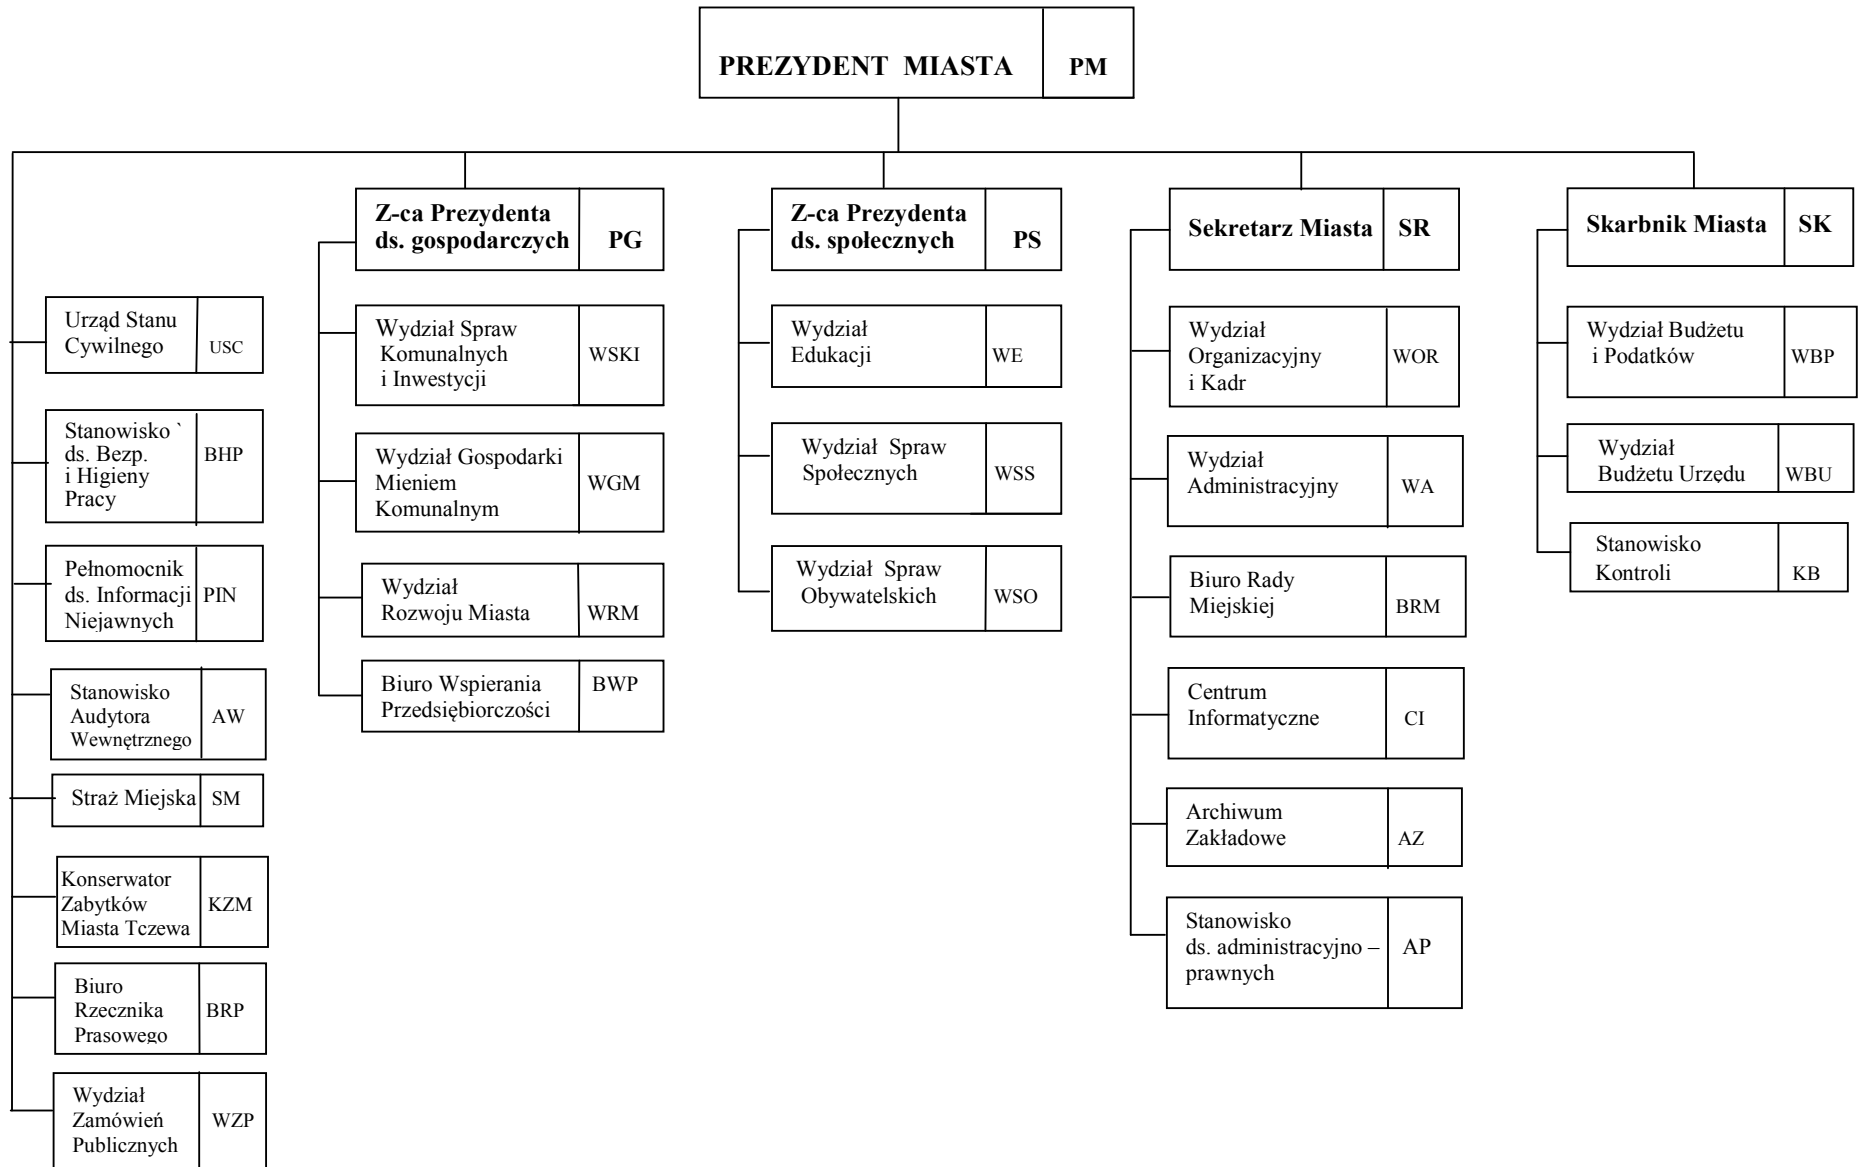 PREZYDENT MIASTA PM
Z-ca Prezydenta
ds. gospodarczych PG
Z-ca Prezydenta
ds. społecznych PS
Sekretarz Miasta SR
Skarbnik Miasta SK
Urząd Stanu
Cywilnego USC
Stanowisko `
ds. Bezp.
i Higieny
Pracy
BHP
Pełnomocnik
ds. Informacji
Niejawnych
PIN
Stanowisko
Audytora
Wewnętrznego
AW
Straż Miejska SM
Konserwator
Zabytków
Miasta Tczewa
KZM
Biuro
Rzecznika
Prasowego
BRP
Wydział
Zamówień
Publicznych
WZP
Wydział Spraw
Komunalnych
i Inwestycji
WSKI
Wydział Gospodarki
Mieniem
Komunalnym
WGM
Wydział
Rozwoju Miasta WRM
Biuro Wspierania
Przedsiębiorczości
BWP
Wydział
Edukacji WE
Wydział Spraw
Społecznych WSS
Wydział Spraw
Obywatelskich WSO
Wydział
Organizacyjny
i Kadr
WOR
Wydział
Administracyjny WA
Biuro Rady
Miejskiej BRM
Centrum
Informatyczne CI
Archiwum
Zakładowe AZ
Stanowisko
ds. administracyjno –
prawnych
AP
Wydział Budżetu
i Podatków WBP
Wydział
Budżetu Urzędu WBU
Stanowisko
Kontroli KB